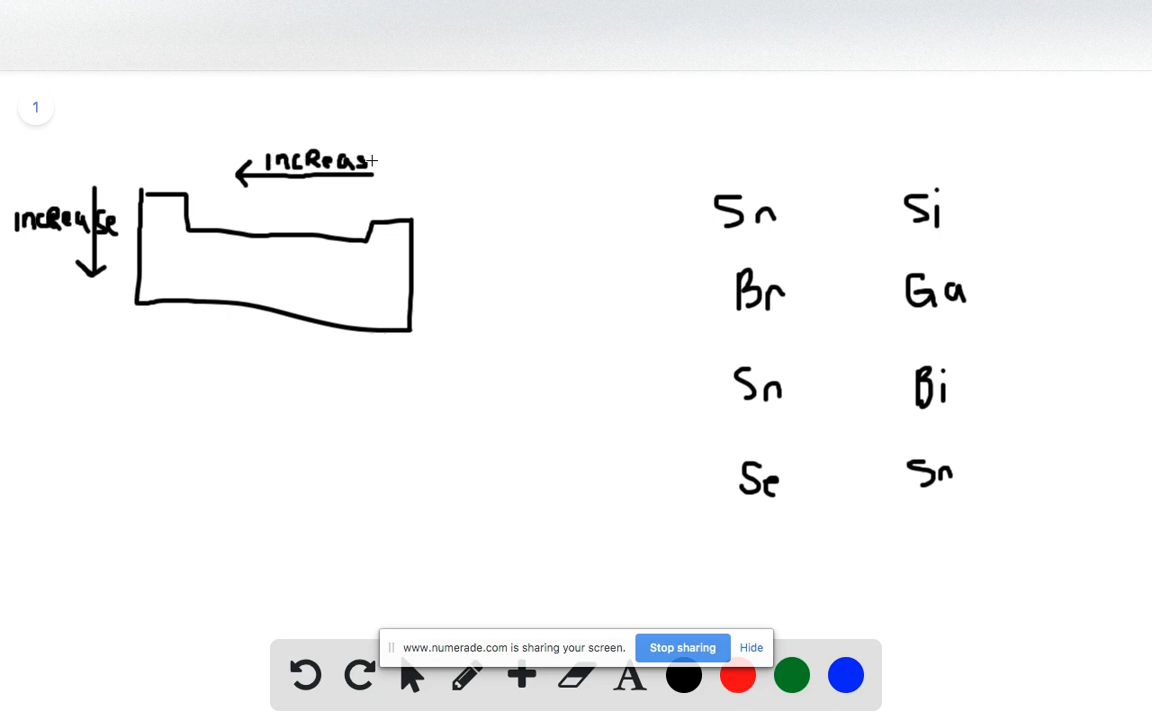 1
Increas
Increase
Sn Si
Br Ga
Sn Bi
Se Sn
www.numerade.com is sharing your screen. Stop sharing Hide
A